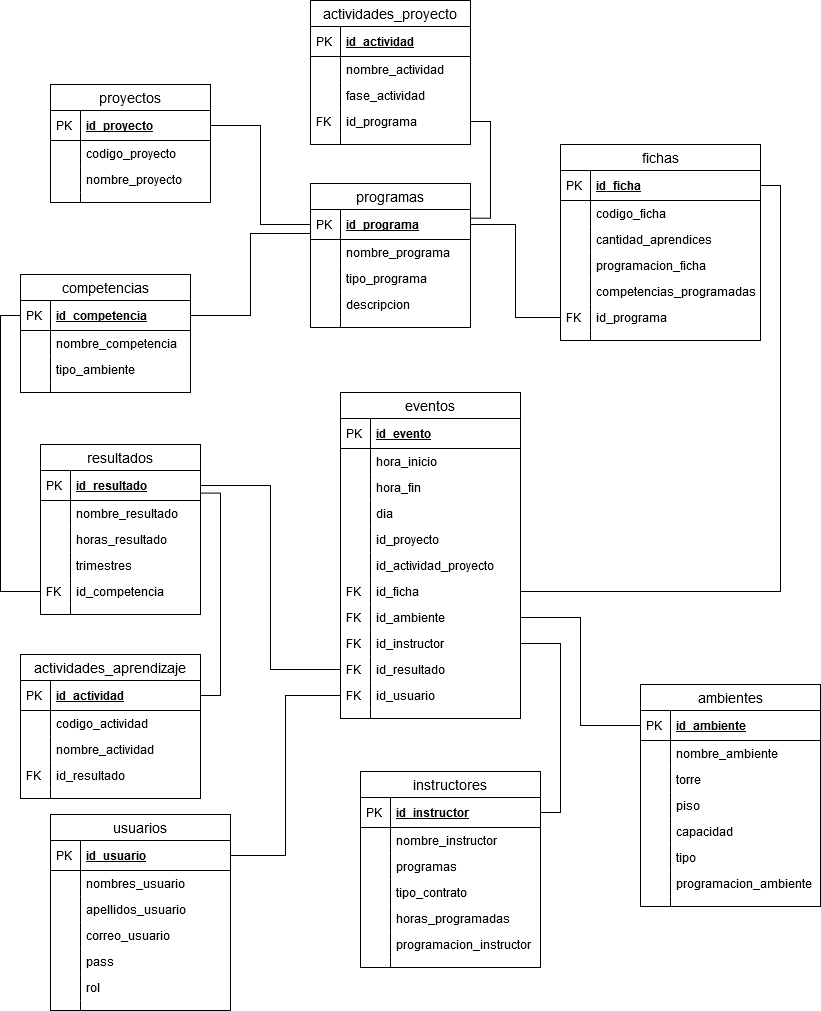 actividades_proyecto
PK id_actividad
nombre_actividad
fase_actividad
FK id_programa
proyectos
PK id_proyecto
codigo_proyecto
nombre_proyecto
fichas
PK id_ficha
codigo_ficha
cantidad_aprendices
programacion_ficha
competencias_programadas
FK id_programa
programas
PK id_programa
nombre_programa
tipo_programa
descripcion
competencias
PK id_competencia
nombre_competencia
tipo_ambiente
eventos
PK id_evento
hora_inicio
hora_fin
dia
id_proyecto
id_actividad_proyecto
FK id_ficha
FK id_ambiente
FK id_instructor
FK id_resultado
FK id_usuario
resultados
PK id_resultado
nombre_resultado
horas_resultado
trimestres
FK id_competencia
actividades_aprendizaje
PK id_actividad
codigo_actividad
nombre_actividad
FK id_resultado
ambientes
PK id_ambiente
nombre_ambiente
torre
piso
capacidad
tipo
programacion_ambiente
instructores
PK id_instructor
nombre_instructor
programas
tipo_contrato
horas_programadas
programacion_instructor
usuarios
PK id_usuario
nombres_usuario
apellidos_usuario
correo_usuario
pass
rol